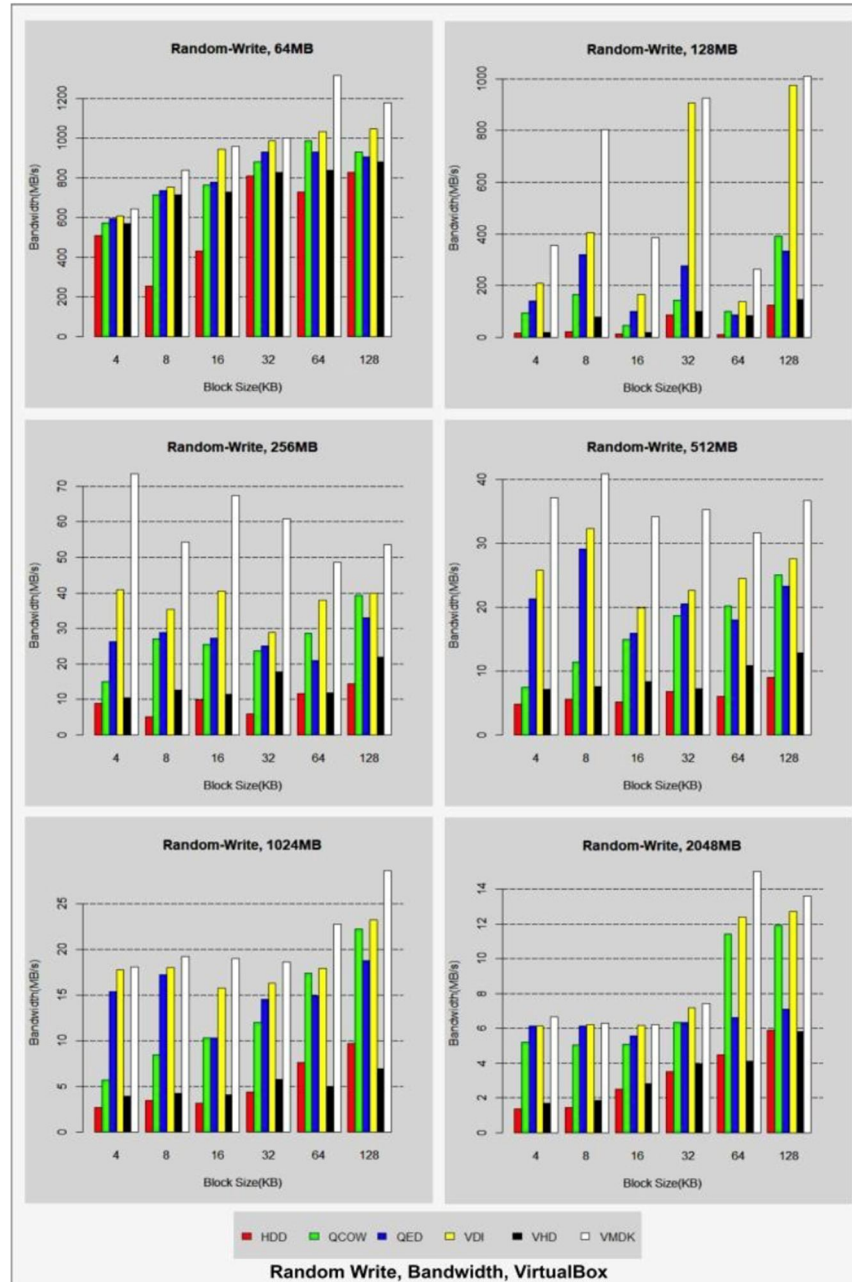 Random-Write, 64MB
Bandwidth(MB/s)
0 200 400 600 800 1000 1200
4 8 16 32 64 128
Block Size(KB)
Random-Write, 128MB
Bandwidth(MB/s)
0 200 400 600 800 1000
4 8 16 32 64 128
Block Size(KB)
Random-Write, 256MB
Bandwidth(MB/s)
0 10 20 30 40 50 60 70
4 8 16 32 64 128
Block Size(KB)
Random-Write, 512MB
Bandwidth(MB/s)
0 10 20 30 40
4 8 16 32 64 128
Block Size(KB)
Random-Write, 1024MB
Bandwidth(MB/s)
0 5 10 15 20 25
4 8 16 32 64 128
Block Size(KB)
Random-Write, 2048MB
Bandwidth(MB/s)
0 2 4 6 8 10 12 14
4 8 16 32 64 128
Block Size(KB)
HDD QCOW QED VDI VHD VMDK
Random Write, Bandwidth, VirtualBox